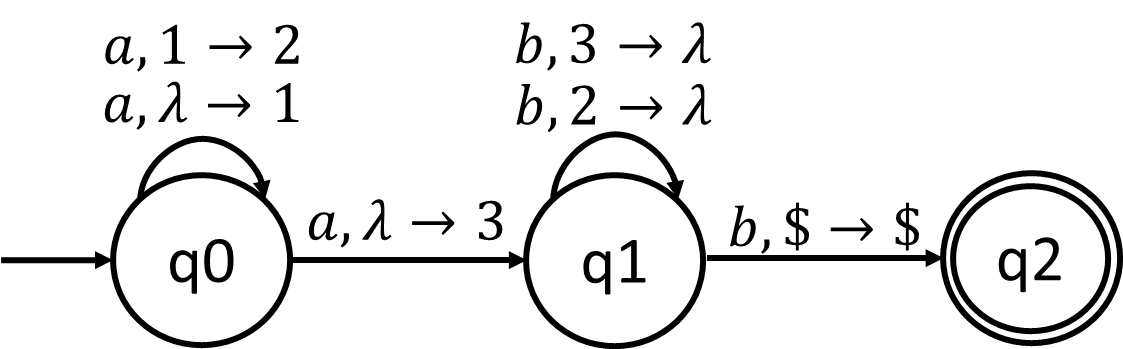 a, 1 → 2
a, λ → 1
b, 3 → λ
b, 2 → λ
a, λ → 3
b, $ → $
q0
q1
q2